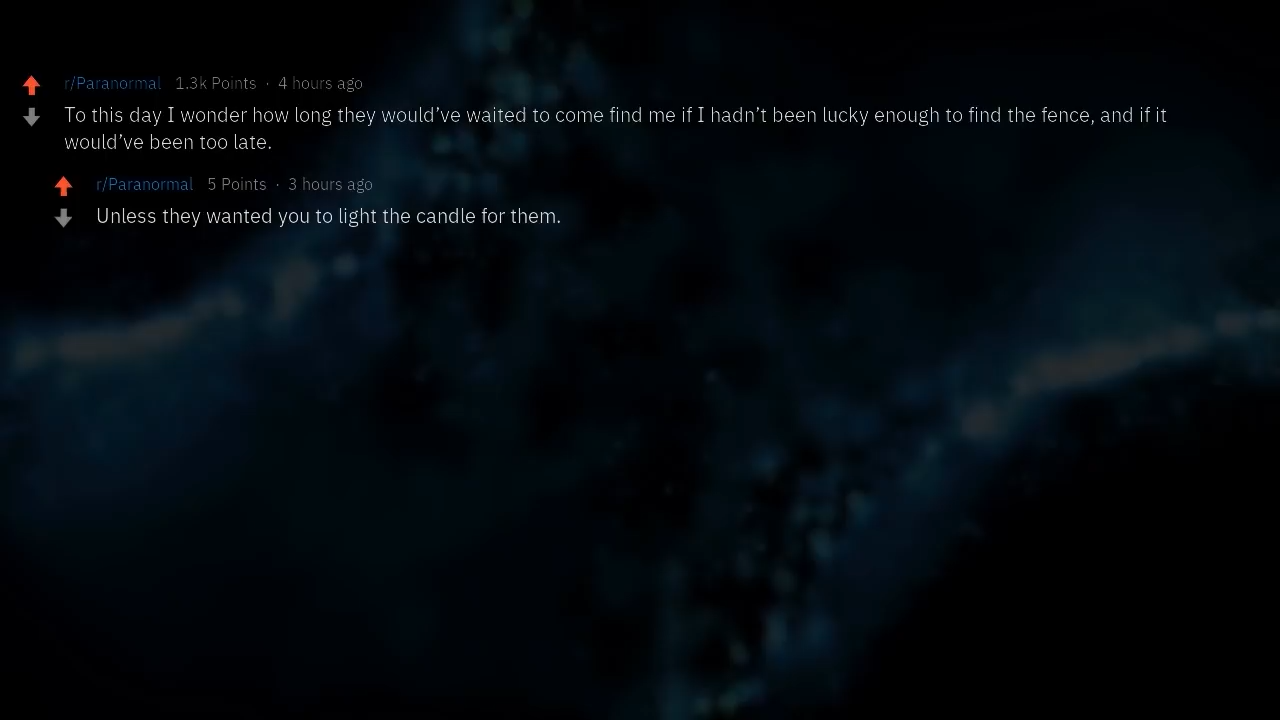 r/Paranormal 1.3k Points · 4 hours ago
To this day I wonder how long they would’ve waited to come find me if I hadn’t been lucky enough to find the fence, and if it
would’ve been too late.
r/Paranormal 5 Points · 3 hours ago
Unless they wanted you to light the candle for them.